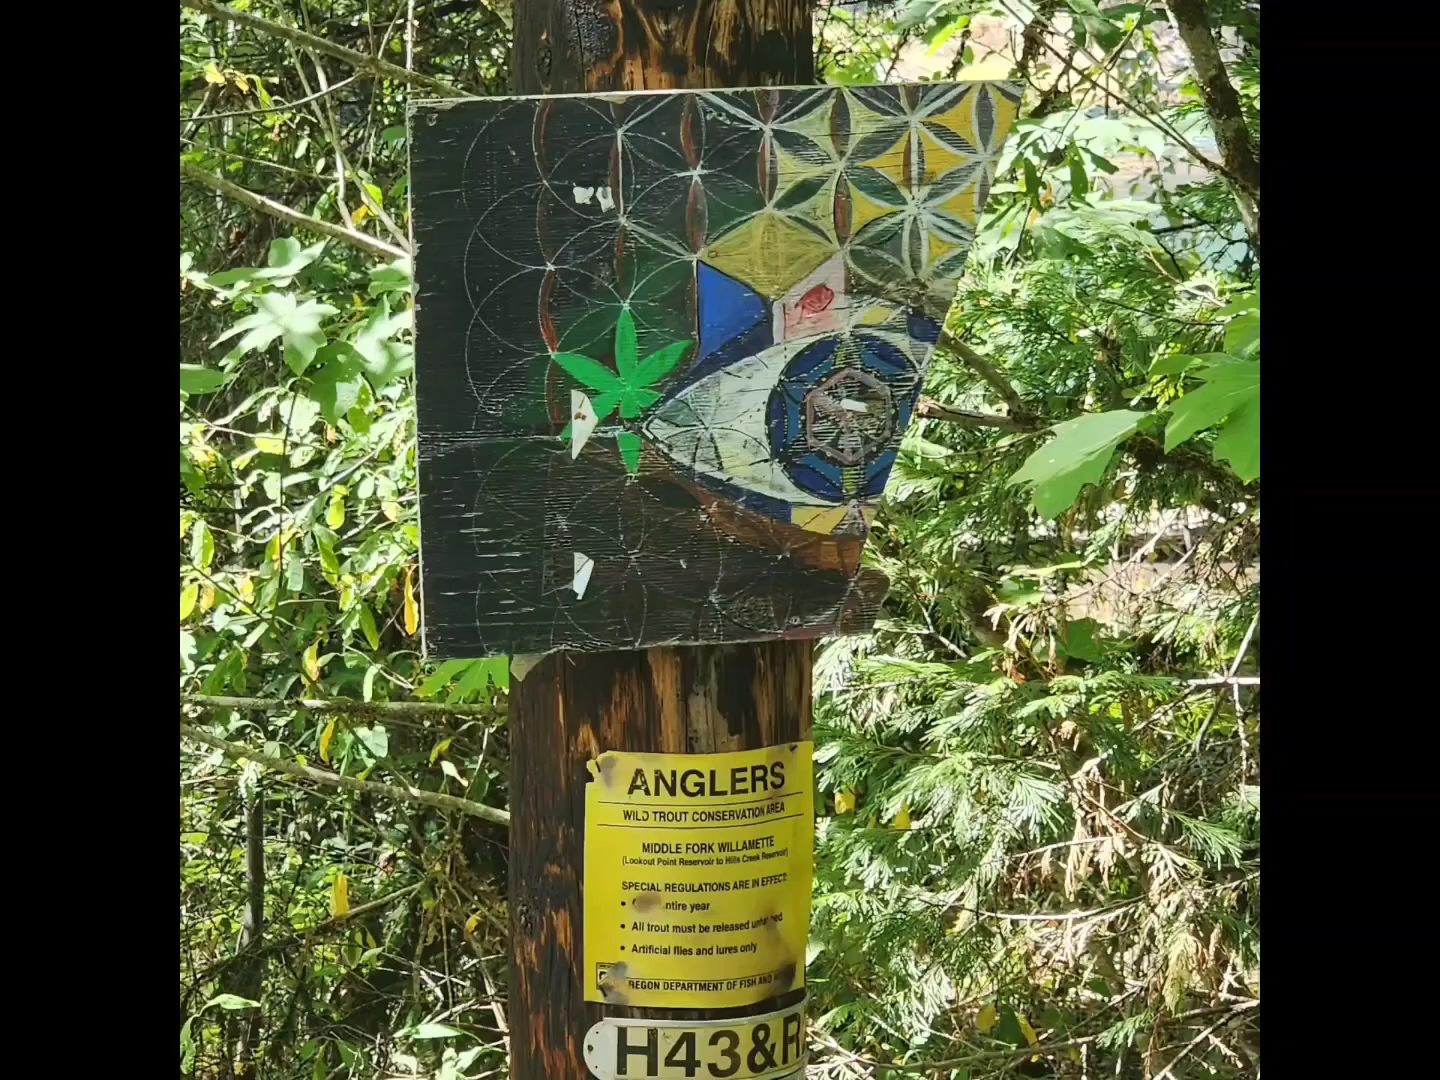 ANGLERS
WILD TROUT CONSERVATION AREA
MIDDLE FORK WILLAMETTE
(Lookout Point Reservoir to Hills Creek Reservoir)
SPECIAL REGULATIONS ARE IN EFFECT:
• ntire year
• All trout must be released
• Artificial flies and lures only
REGON DEPARTMENT OF FISH AND
H43&R